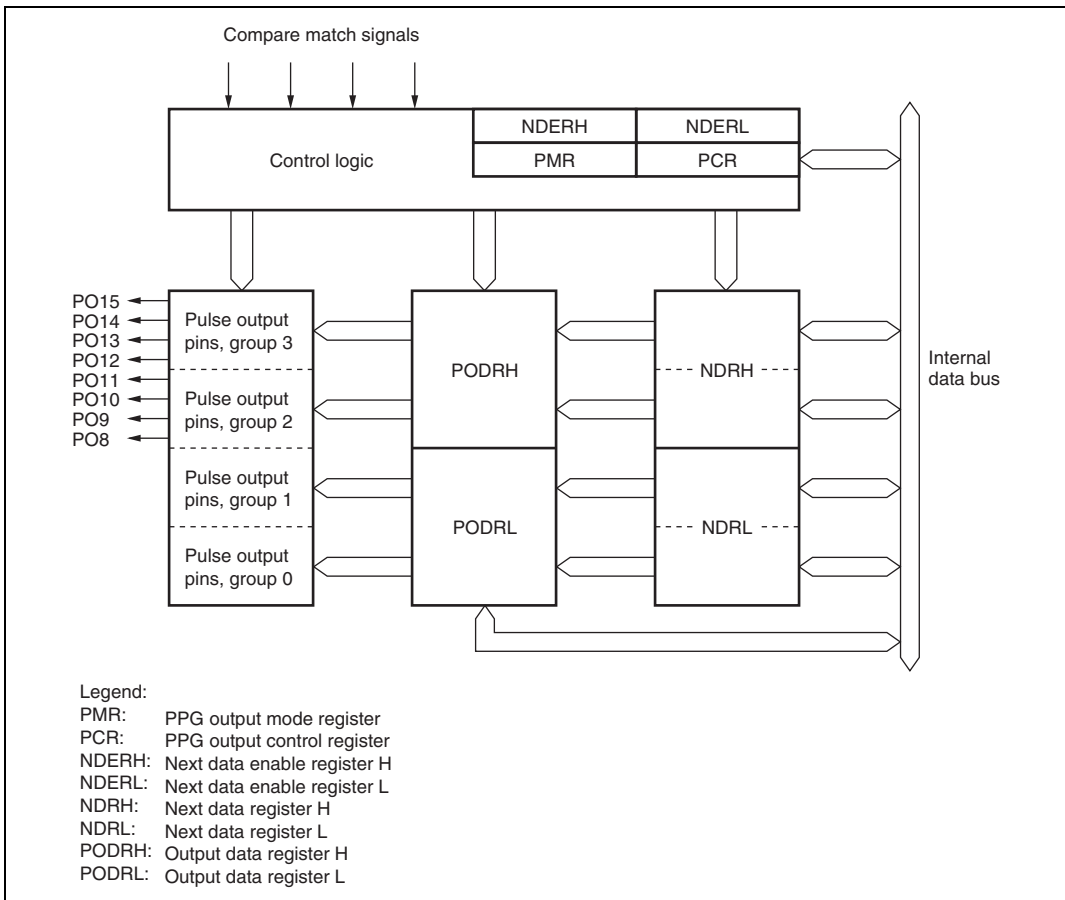 Compare match signals
Control logic
NDERH
NDERL
PMR
PCR
PO15
PO14
PO13
PO12
PO11
PO10
PO9
PO8
Pulse output
pins, group 3
Pulse output
pins, group 2
Pulse output
pins, group 1
Pulse output
pins, group 0
PODRH
PODRL
NDRH
NDRL
Internal
data bus
Legend:
PMR: PPG output mode register
PCR: PPG output control register
NDERH: Next data enable register H
NDERL: Next data enable register L
NDRH: Next data register H
NDRL: Next data register L
PODRH: Output data register H
PODRL: Output data register L